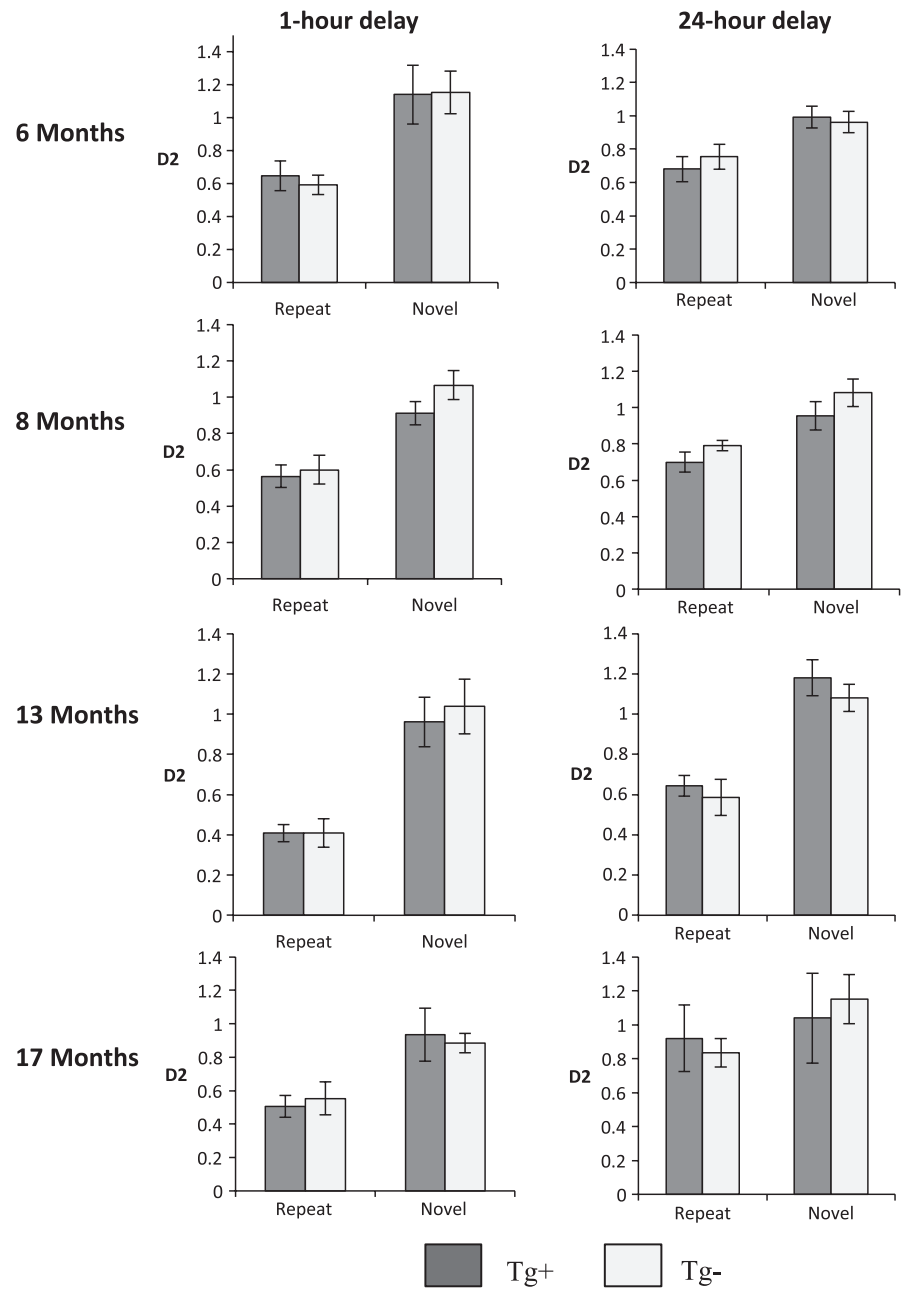 1-hour delay
24-hour delay
6 Months
D2
1.4
1.2
1
0.8
0.6
0.4
0.2
0
Repeat
Novel
D2
1.4
1.2
1
0.8
0.6
0.4
0.2
0
Repeat
Novel
8 Months
D2
1.4
1.2
1
0.8
0.6
0.4
0.2
0
Repeat
Novel
D2
1.4
1.2
1
0.8
0.6
0.4
0.2
0
Repeat
Novel
13 Months
D2
1.4
1.2
1
0.8
0.6
0.4
0.2
0
Repeat
Novel
D2
1.4
1.2
1
0.8
0.6
0.4
0.2
0
Repeat
Novel
17 Months
D2
1.4
1.2
1
0.8
0.6
0.4
0.2
0
Repeat
Novel
D2
1.4
1.2
1
0.8
0.6
0.4
0.2
0
Repeat
Novel
Tg+
Tg-